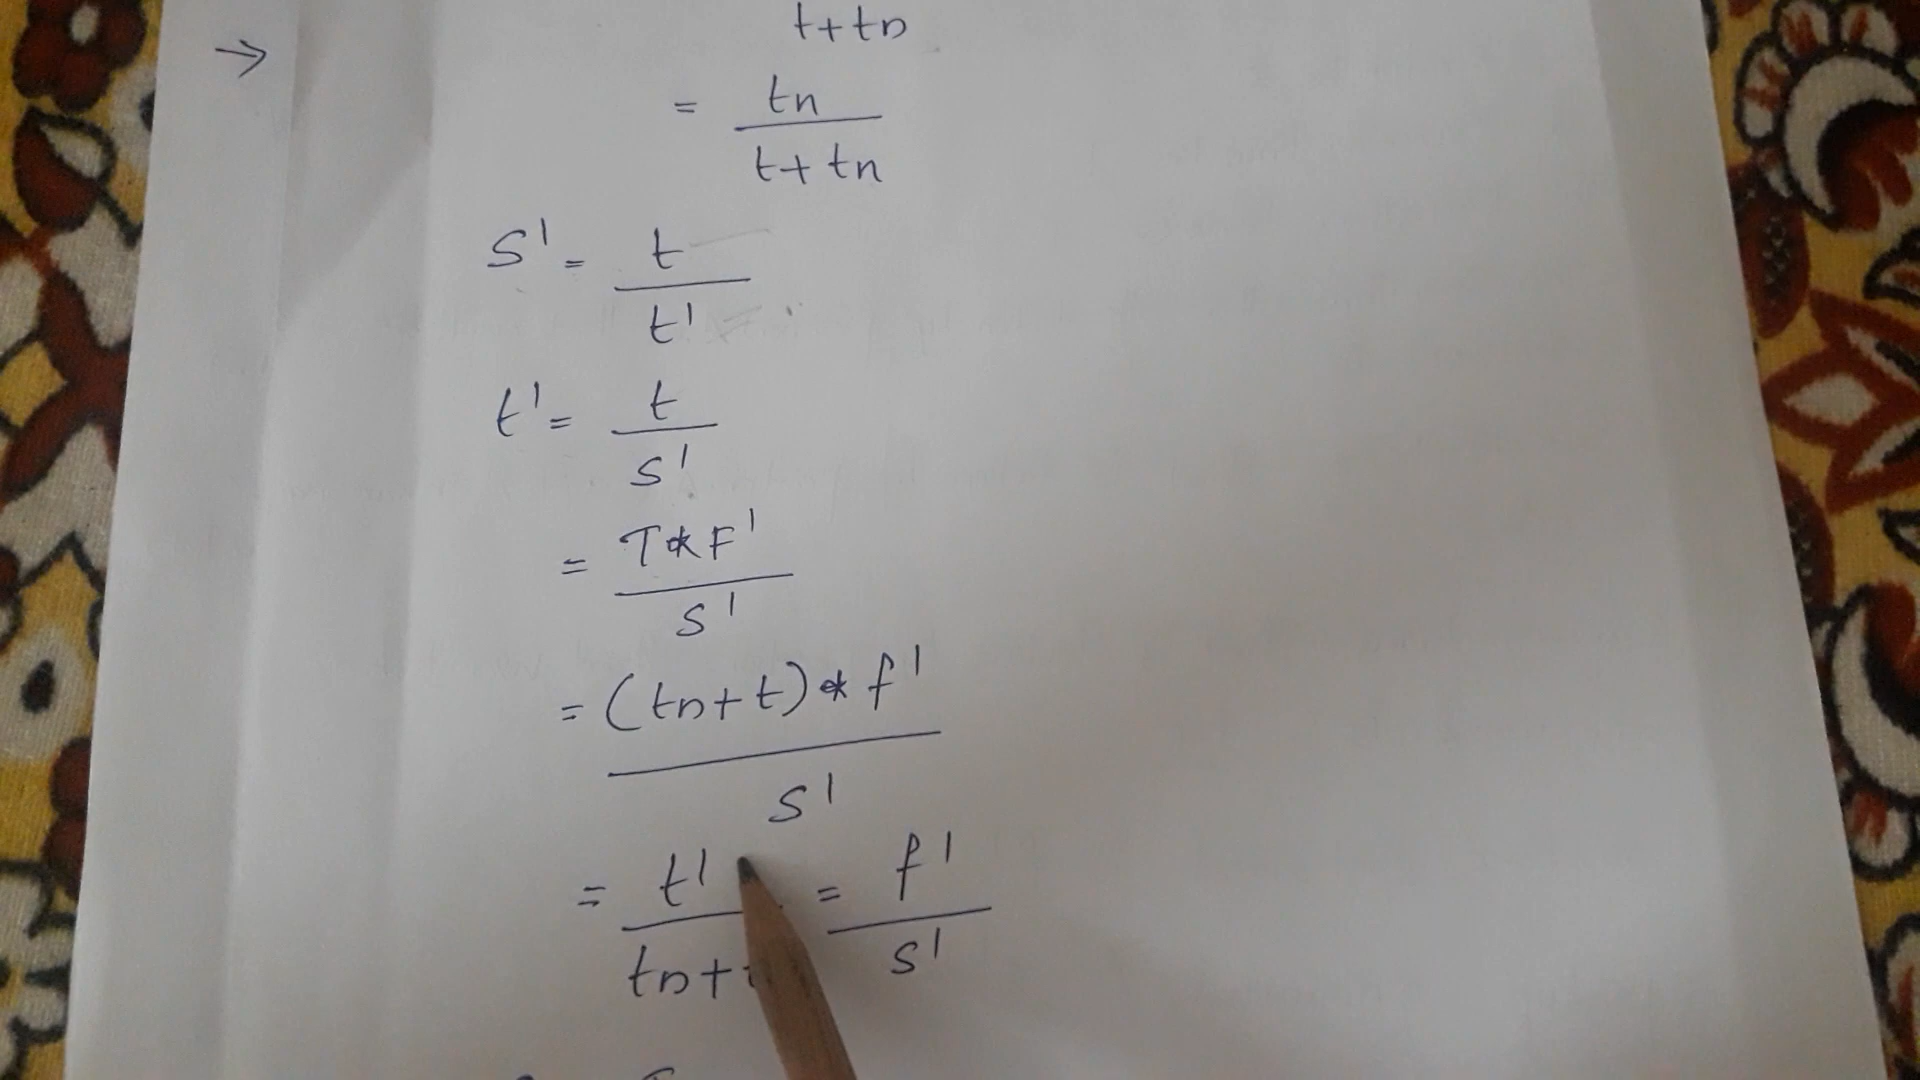 →
t+tn
= tn
t+tn
S' = t
t'
t' = t
s'
= T*F'
s'
= (tn+t)*f'
s'
= t' = f'
tn+ s'